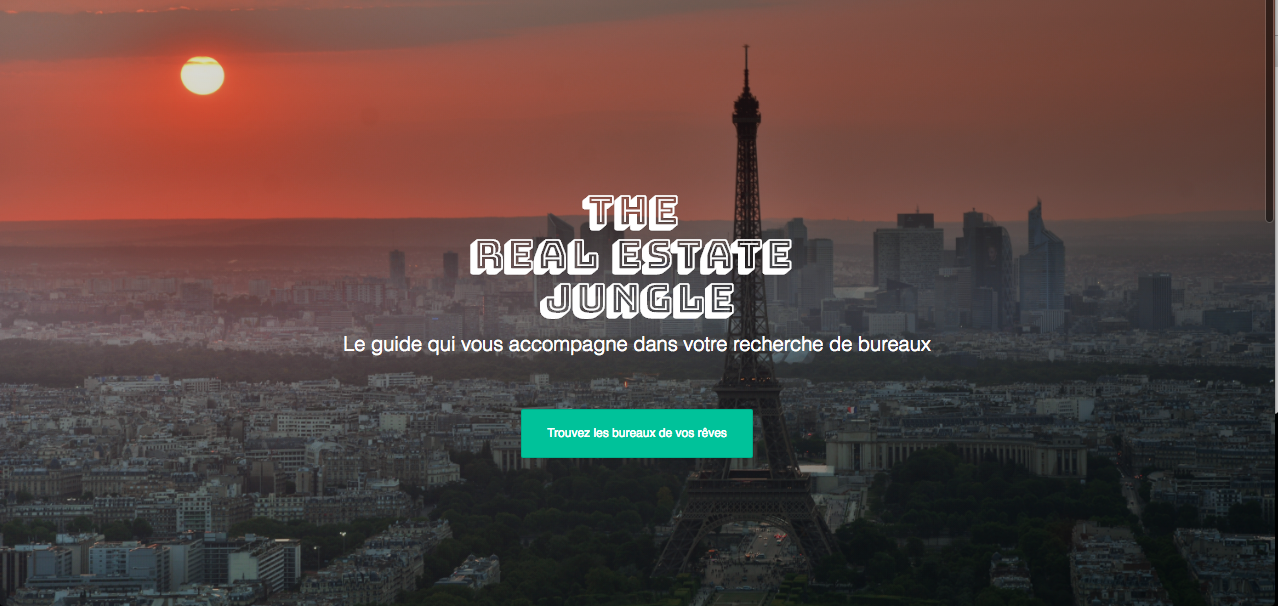 THE
REAL ESTATE
JUNGLE
Le guide qui vous accompagne dans votre recherche de bureaux
Trouvez les bureaux de vos rêves